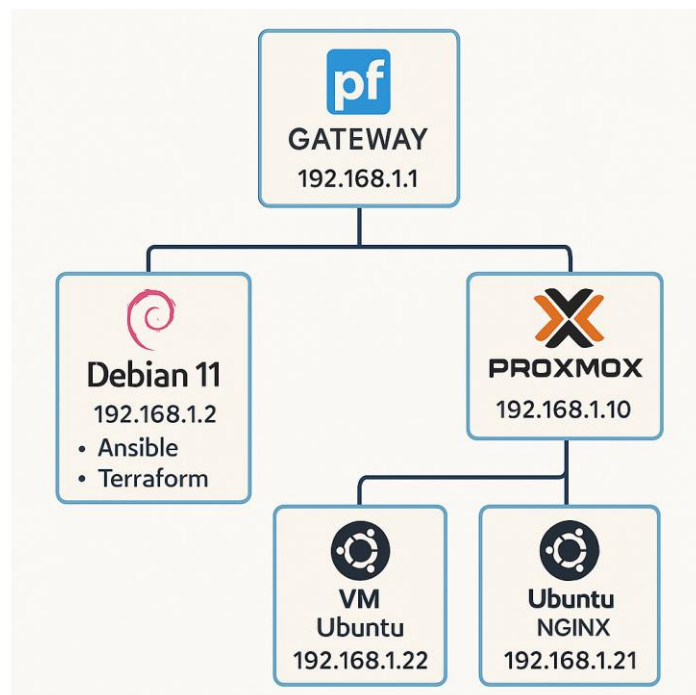 pf
GATEWAY
192.168.1.1
Debian 11
192.168.1.2
• Ansible
• Terraform
PROXMOX
192.168.1.10
VM
Ubuntu
192.168.1.22
Ubuntu
NGINX
192.168.1.21